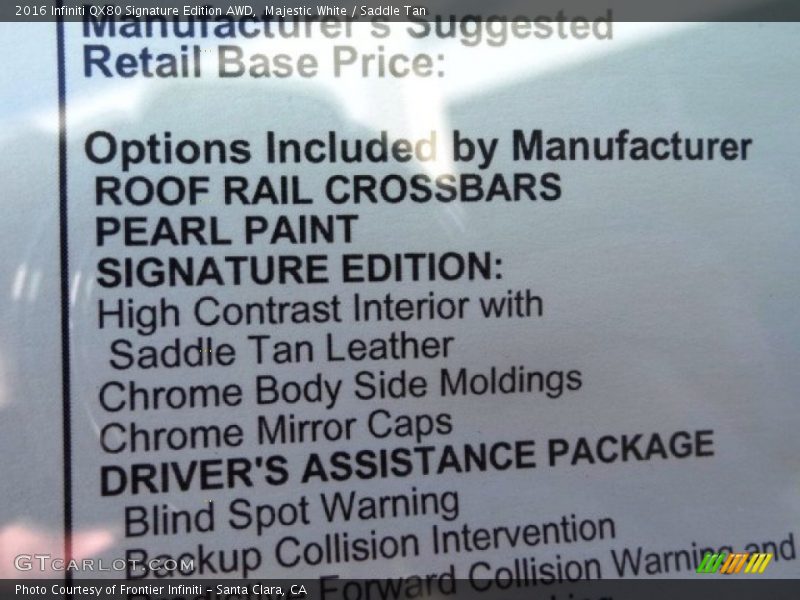 2016 Infiniti QX80 Signature Edition AWD, Majestic White / Saddle Tan
Manufacturer's Suggested
Retail Base Price:
Options Included by Manufacturer
ROOF RAIL CROSSBARS
PEARL PAINT
SIGNATURE EDITION:
High Contrast Interior with
Saddle Tan Leather
Chrome Body Side Moldings
Chrome Mirror Caps
DRIVER'S ASSISTANCE PACKAGE
Blind Spot Warning
Backup Collision Intervention
Forward Collision Warning and
GTCARLOT.COM
Photo Courtesy of Frontier Infiniti - Santa Clara, CA